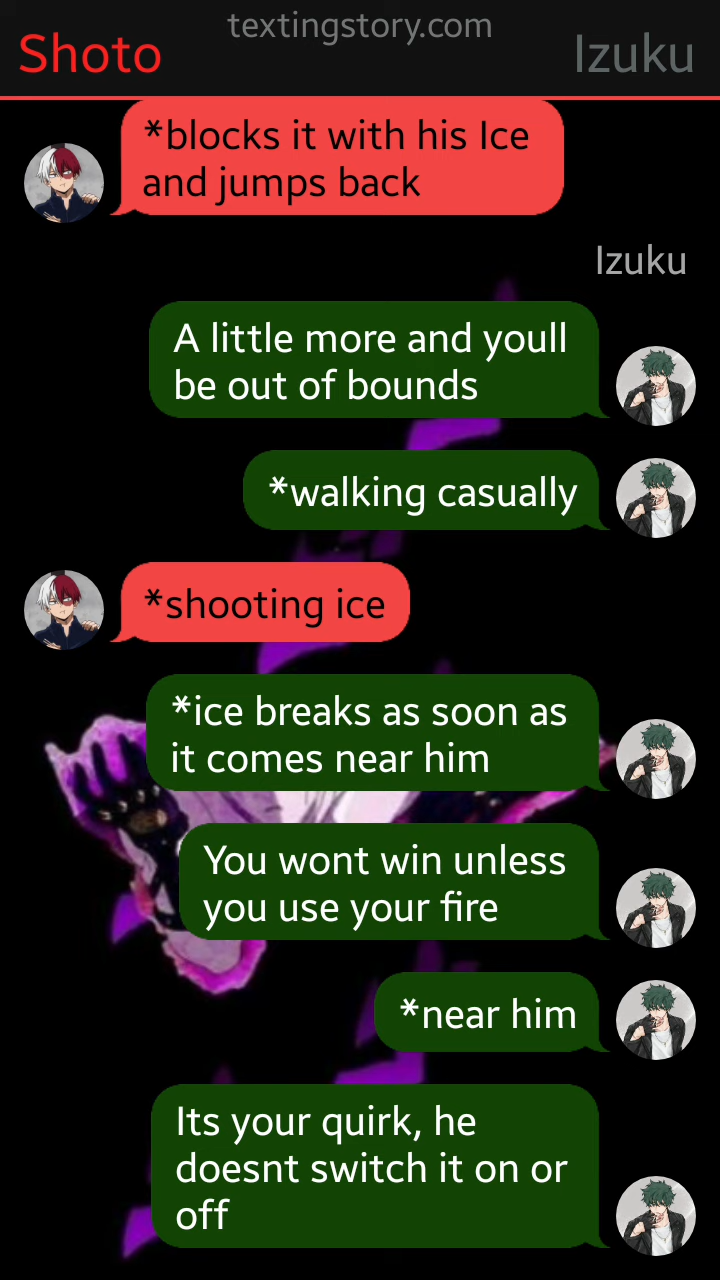 textingstory.com
Shoto
Izuku
*blocks it with his Ice
and jumps back
Izuku
A little more and youll
be out of bounds
*walking casually
*shooting ice
*ice breaks as soon as
it comes near him
You wont win unless
you use your fire
*near him
Its your quirk, he
doesnt switch it on or
off